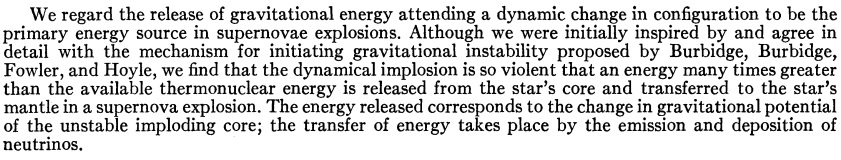 We regard the release of gravitational energy attending a dynamic change in configuration to be the
primary energy source in supernovae explosions. Although we were initially inspired by and agree in
detail with the mechanism for initiating gravitational instability proposed by Burbidge, Burbidge,
Fowler, and Hoyle, we find that the dynamical implosion is so violent that an energy many times greater
than the available thermonuclear energy is released from the star's core and transferred to the star's
mantle in a supernova explosion. The energy released corresponds to the change in gravitational potential
of the unstable imploding core; the transfer of energy takes place by the emission and deposition of
neutrinos.